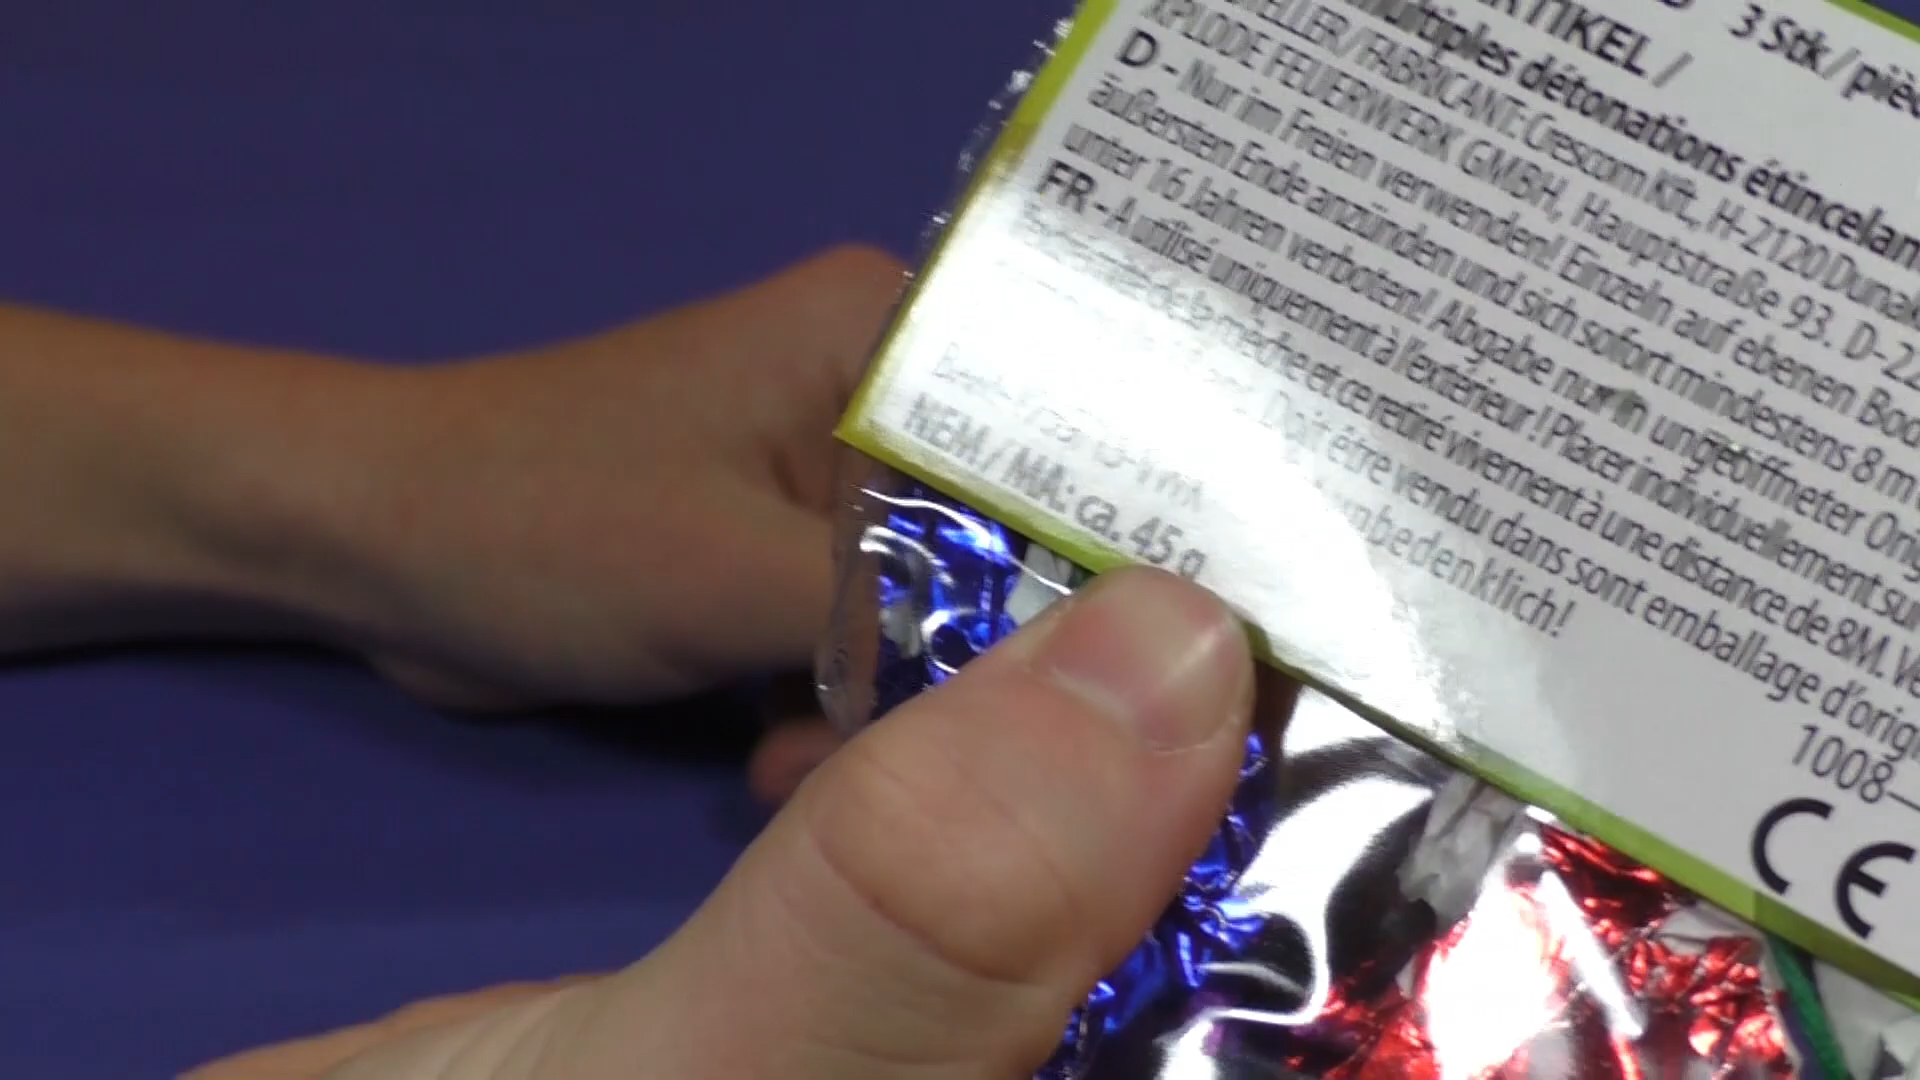 3 Stk / pièc
RTIKEL /
multiples détonations étincelan
ELLER / FABRICANT: Crescom Kft., H-2120 Dunak
XPLODE FEUERWERK GMBH, Hauptstraße 93. D-22
D - Nur im Freien verwenden! Einzeln auf ebenen Bod
äußersten Ende anzünden und sich sofort mindestens 8 m
unter 16 Jahren verboten! Abgabe nur in ungeöffneter Orig
FR - A utilisé uniquement à l'extérieur! Placer individuellement sur
de la mèche et ce retiré vivement à une distance de 8M. Ve
Doit être vendu dans sont emballage d'orig
unbedenklich!
NEM / MA: ca. 45 g
1008—
CE